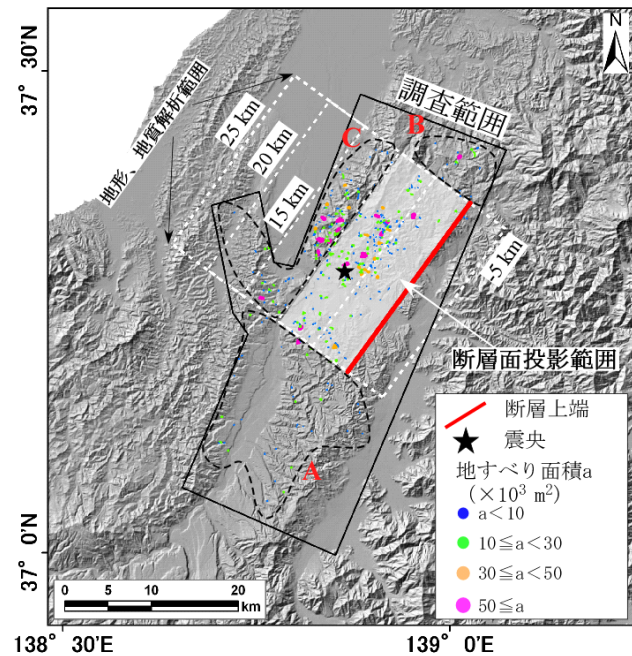 N
37° 30'N
地形、地質解析範囲
25 km
20 km
15 km
調査範囲
B
C
-5 km
断層面投影範囲
A
断層上端
震央
地すべり面積a
(×10³ m²)
a<10
10≦a<30
30≦a<50
50≦a
37° 0'N
0 5 10 20
km
138° 30'E
139° 0'E